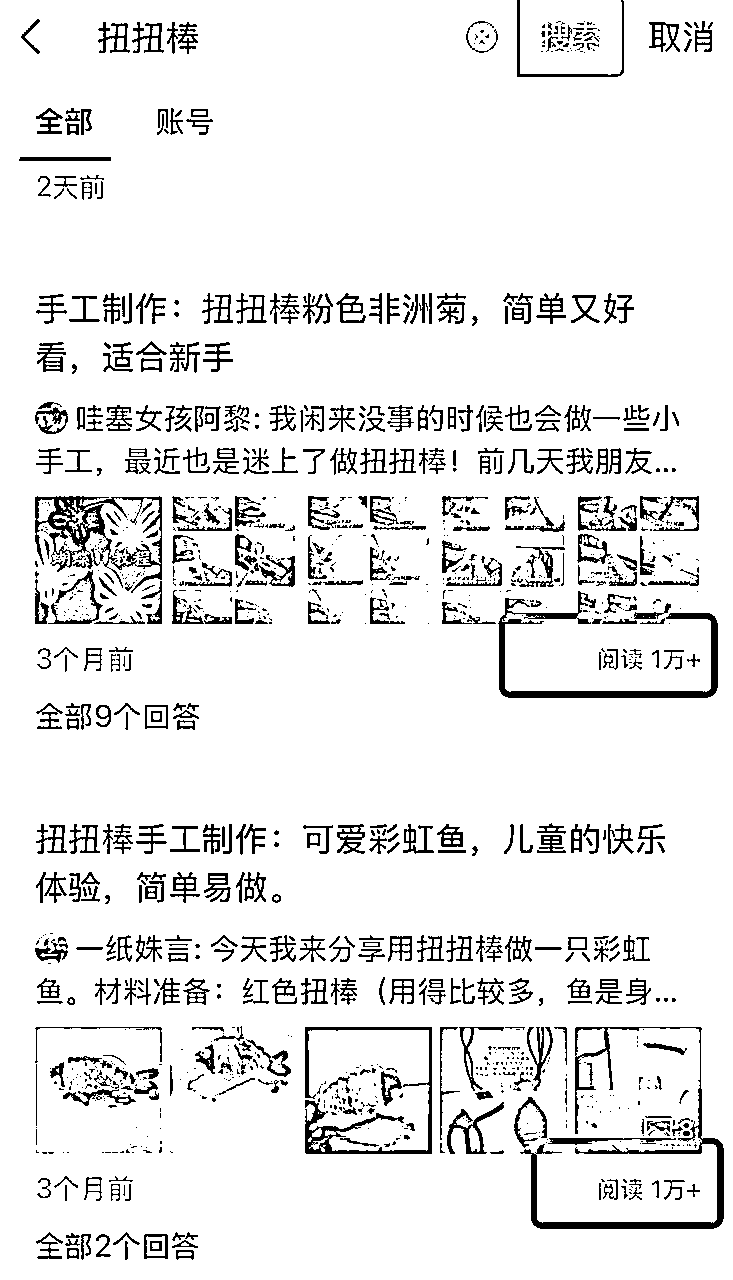 扭扭棒
搜索
取消
全部
账号
2天前
手工制作：扭扭棒粉色非洲菊，简单又好
看，适合新手
哇塞女孩阿黎: 我闲来没事的时候也会做一些小
手工，最近也是迷上了做扭扭棒！前几天我朋友...
3个月前
阅读 1万+
全部9个回答
扭扭棒手工制作：可爱彩虹鱼，儿童的快乐
体验，简单易做。
一纸姝言: 今天我来分享用扭扭棒做一只彩虹
鱼。材料准备：红色扭棒（用得比较多，鱼是身...
8
3个月前
阅读 1万+
全部2个回答